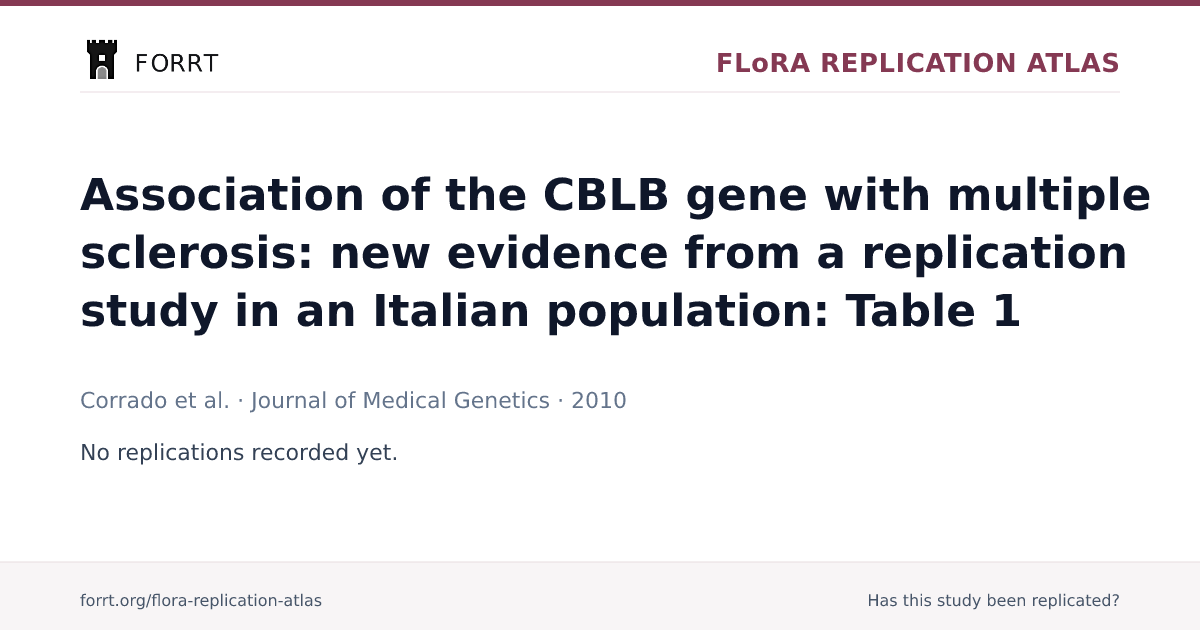 FORRT
FLoRA REPLICATION ATLAS
Association of the CBLB gene with multiple
sclerosis: new evidence from a replication
study in an Italian population: Table 1
Corrado et al. · Journal of Medical Genetics · 2010
No replications recorded yet.
forrt.org/flora-replication-atlas
Has this study been replicated?